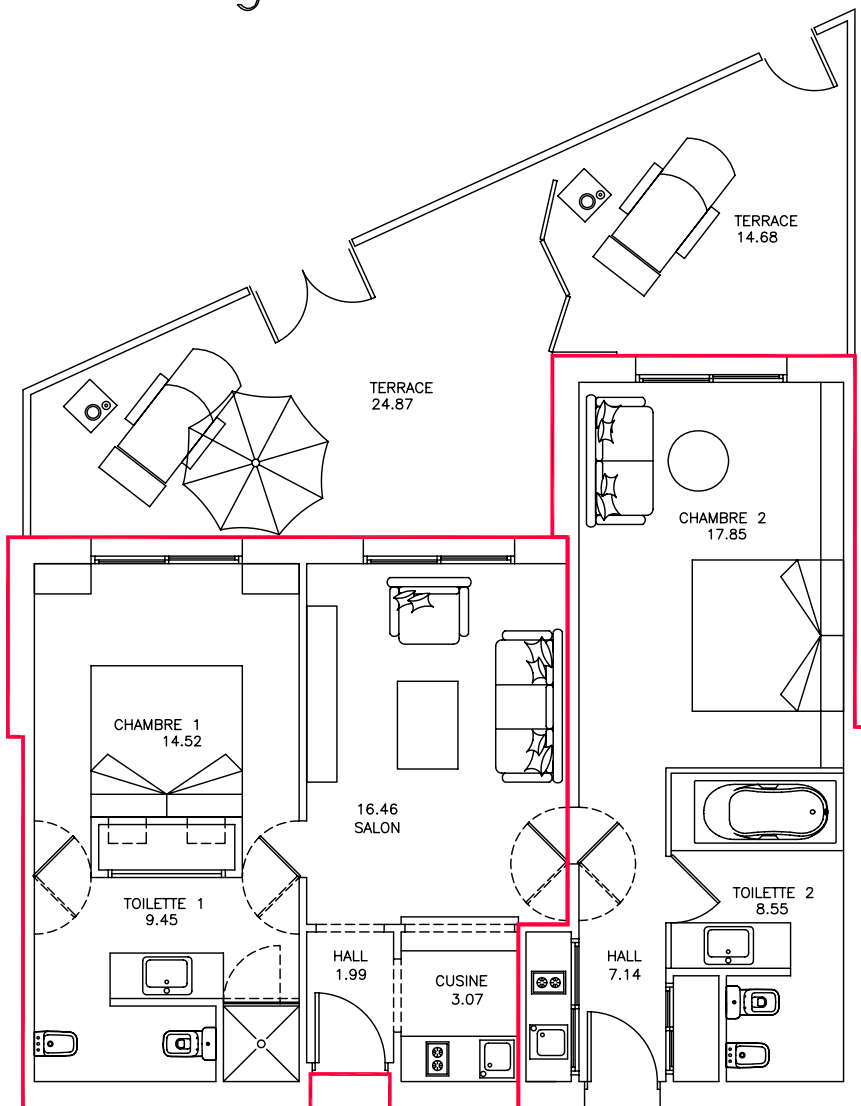 TERRACE
14.68
TERRACE
24.87
CHAMBRE 2
17.85
CHAMBRE 1
14.52
16.46
SALON
TOILETTE 1
9.45
TOILETTE 2
8.55
HALL
1.99
CUSINE
3.07
HALL
7.14